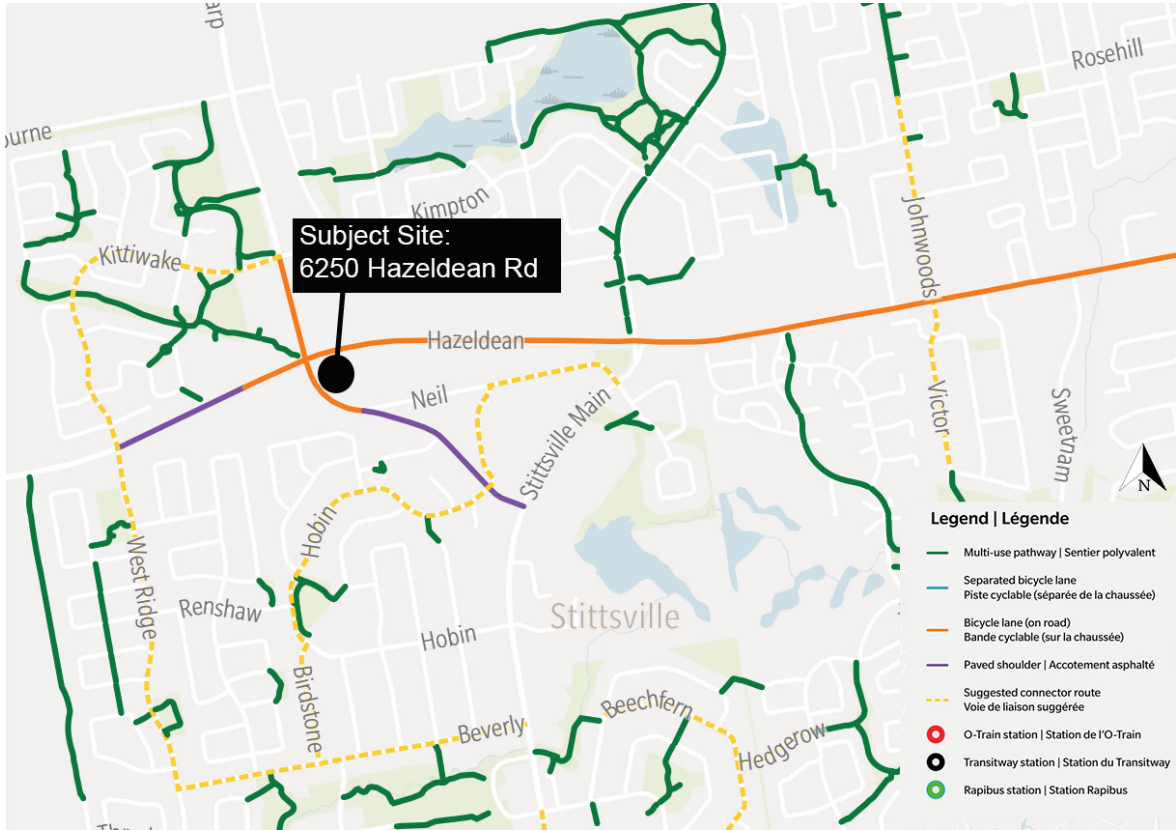 arp
Rosehill
ourne
Kimpton
Subject Site:
6250 Hazeldean Rd
Kittiwake
Johnwoods
Hazeldean
Neil
Stittsville Main
Victor
Sweetnam
N
Hobin
West Ridge
Renshaw
Stittsville
Hobin
Birdstone
Beechfern
Beverly
Hedgerow
Legend | Légende
Multi-use pathway | Sentier polyvalent
Separated bicycle lane
Piste cyclable (séparée de la chaussée)
Bicycle lane (on road)
Bande cyclable (sur la chaussée)
Paved shoulder | Accotement asphalté
Suggested connector route
Voie de liaison suggérée
O-Train station | Station de l'O-Train
Transitway station | Station du Transitway
Rapibus station | Station Rapibus